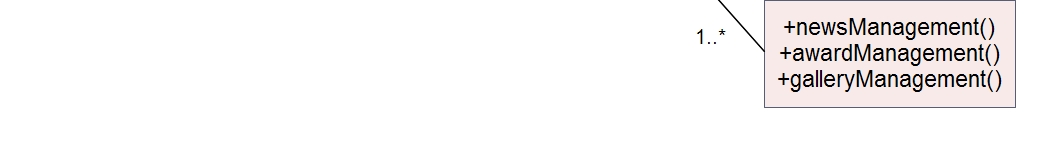 +newsManagement()
1..*
+awardManagement()
+galleryManagement()